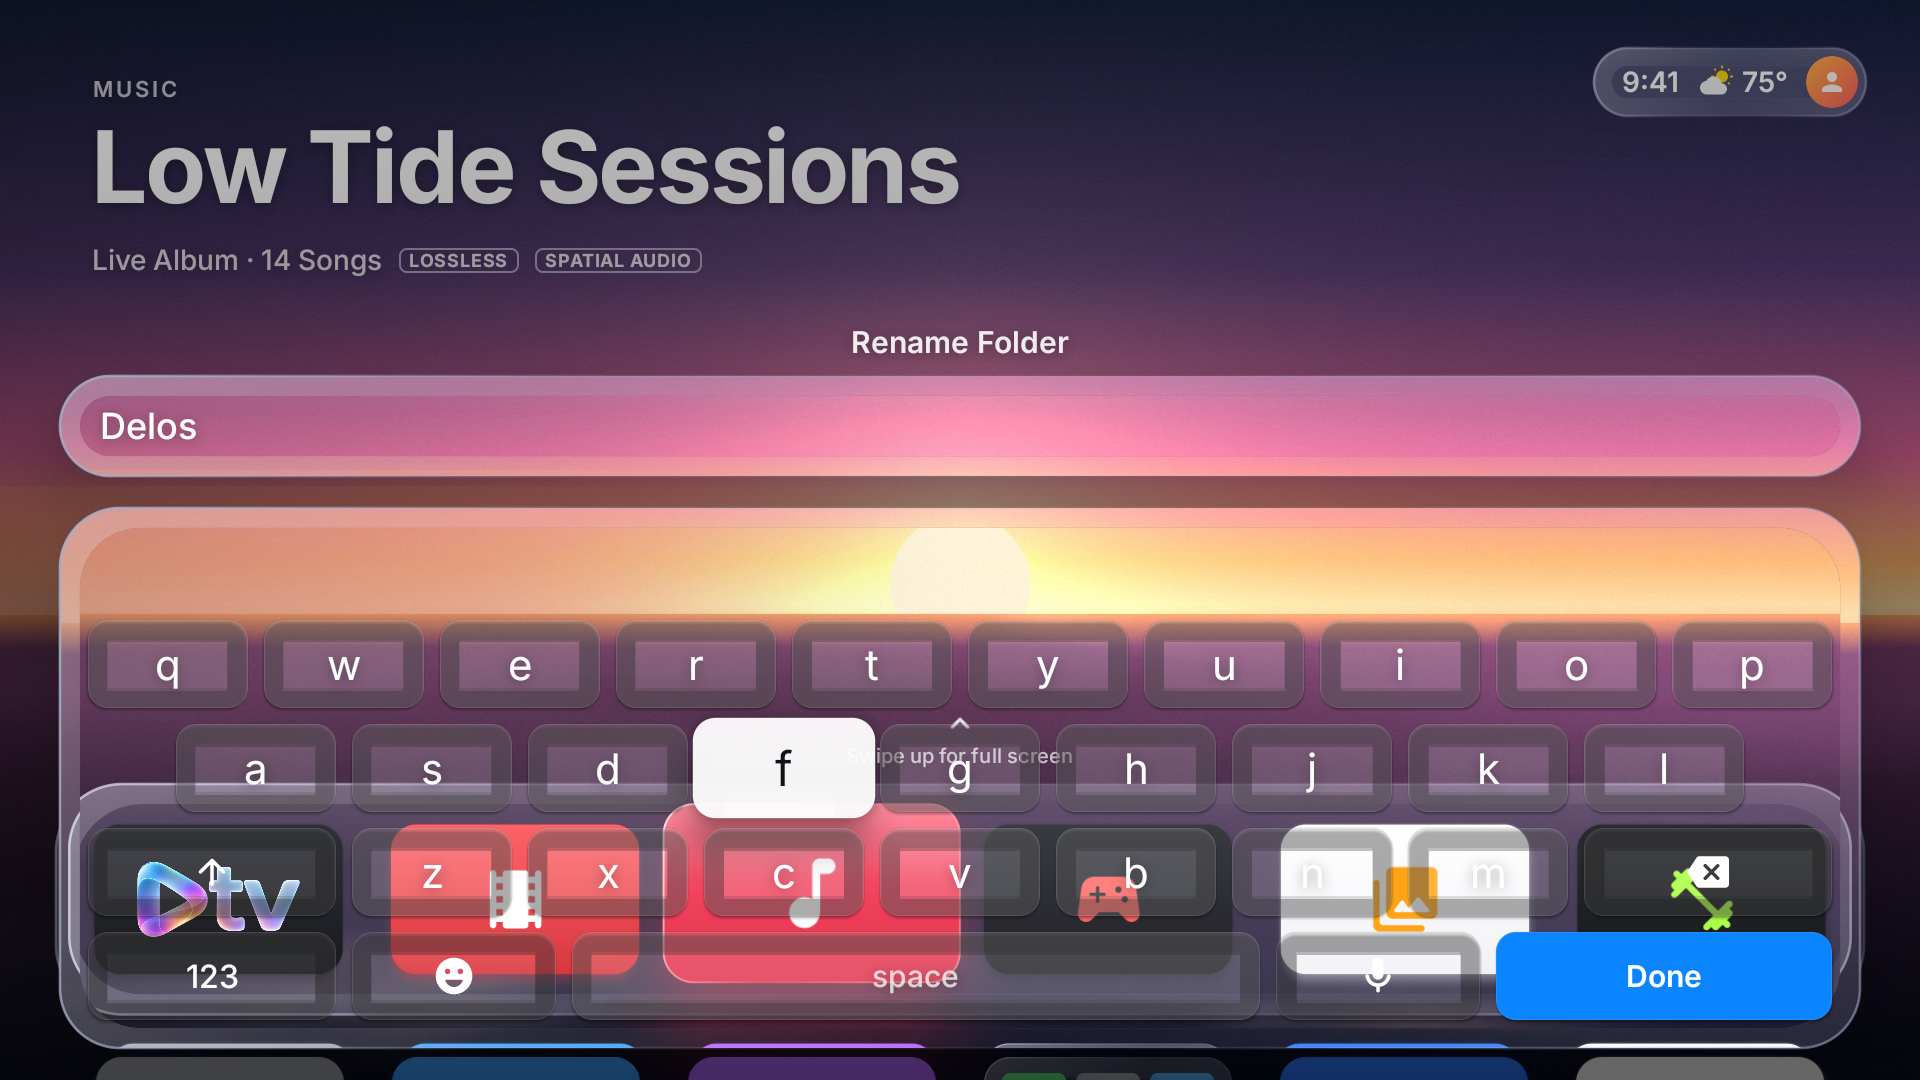 MUSIC
9:41 75°
Low Tide Sessions
Live Album · 14 Songs LOSSLESS SPATIAL AUDIO
Rename Folder
Delos
q w e r t y u i o p
a s d f g h j k l
Swipe up for full screen
z x c v b n m
tv
123 space Done